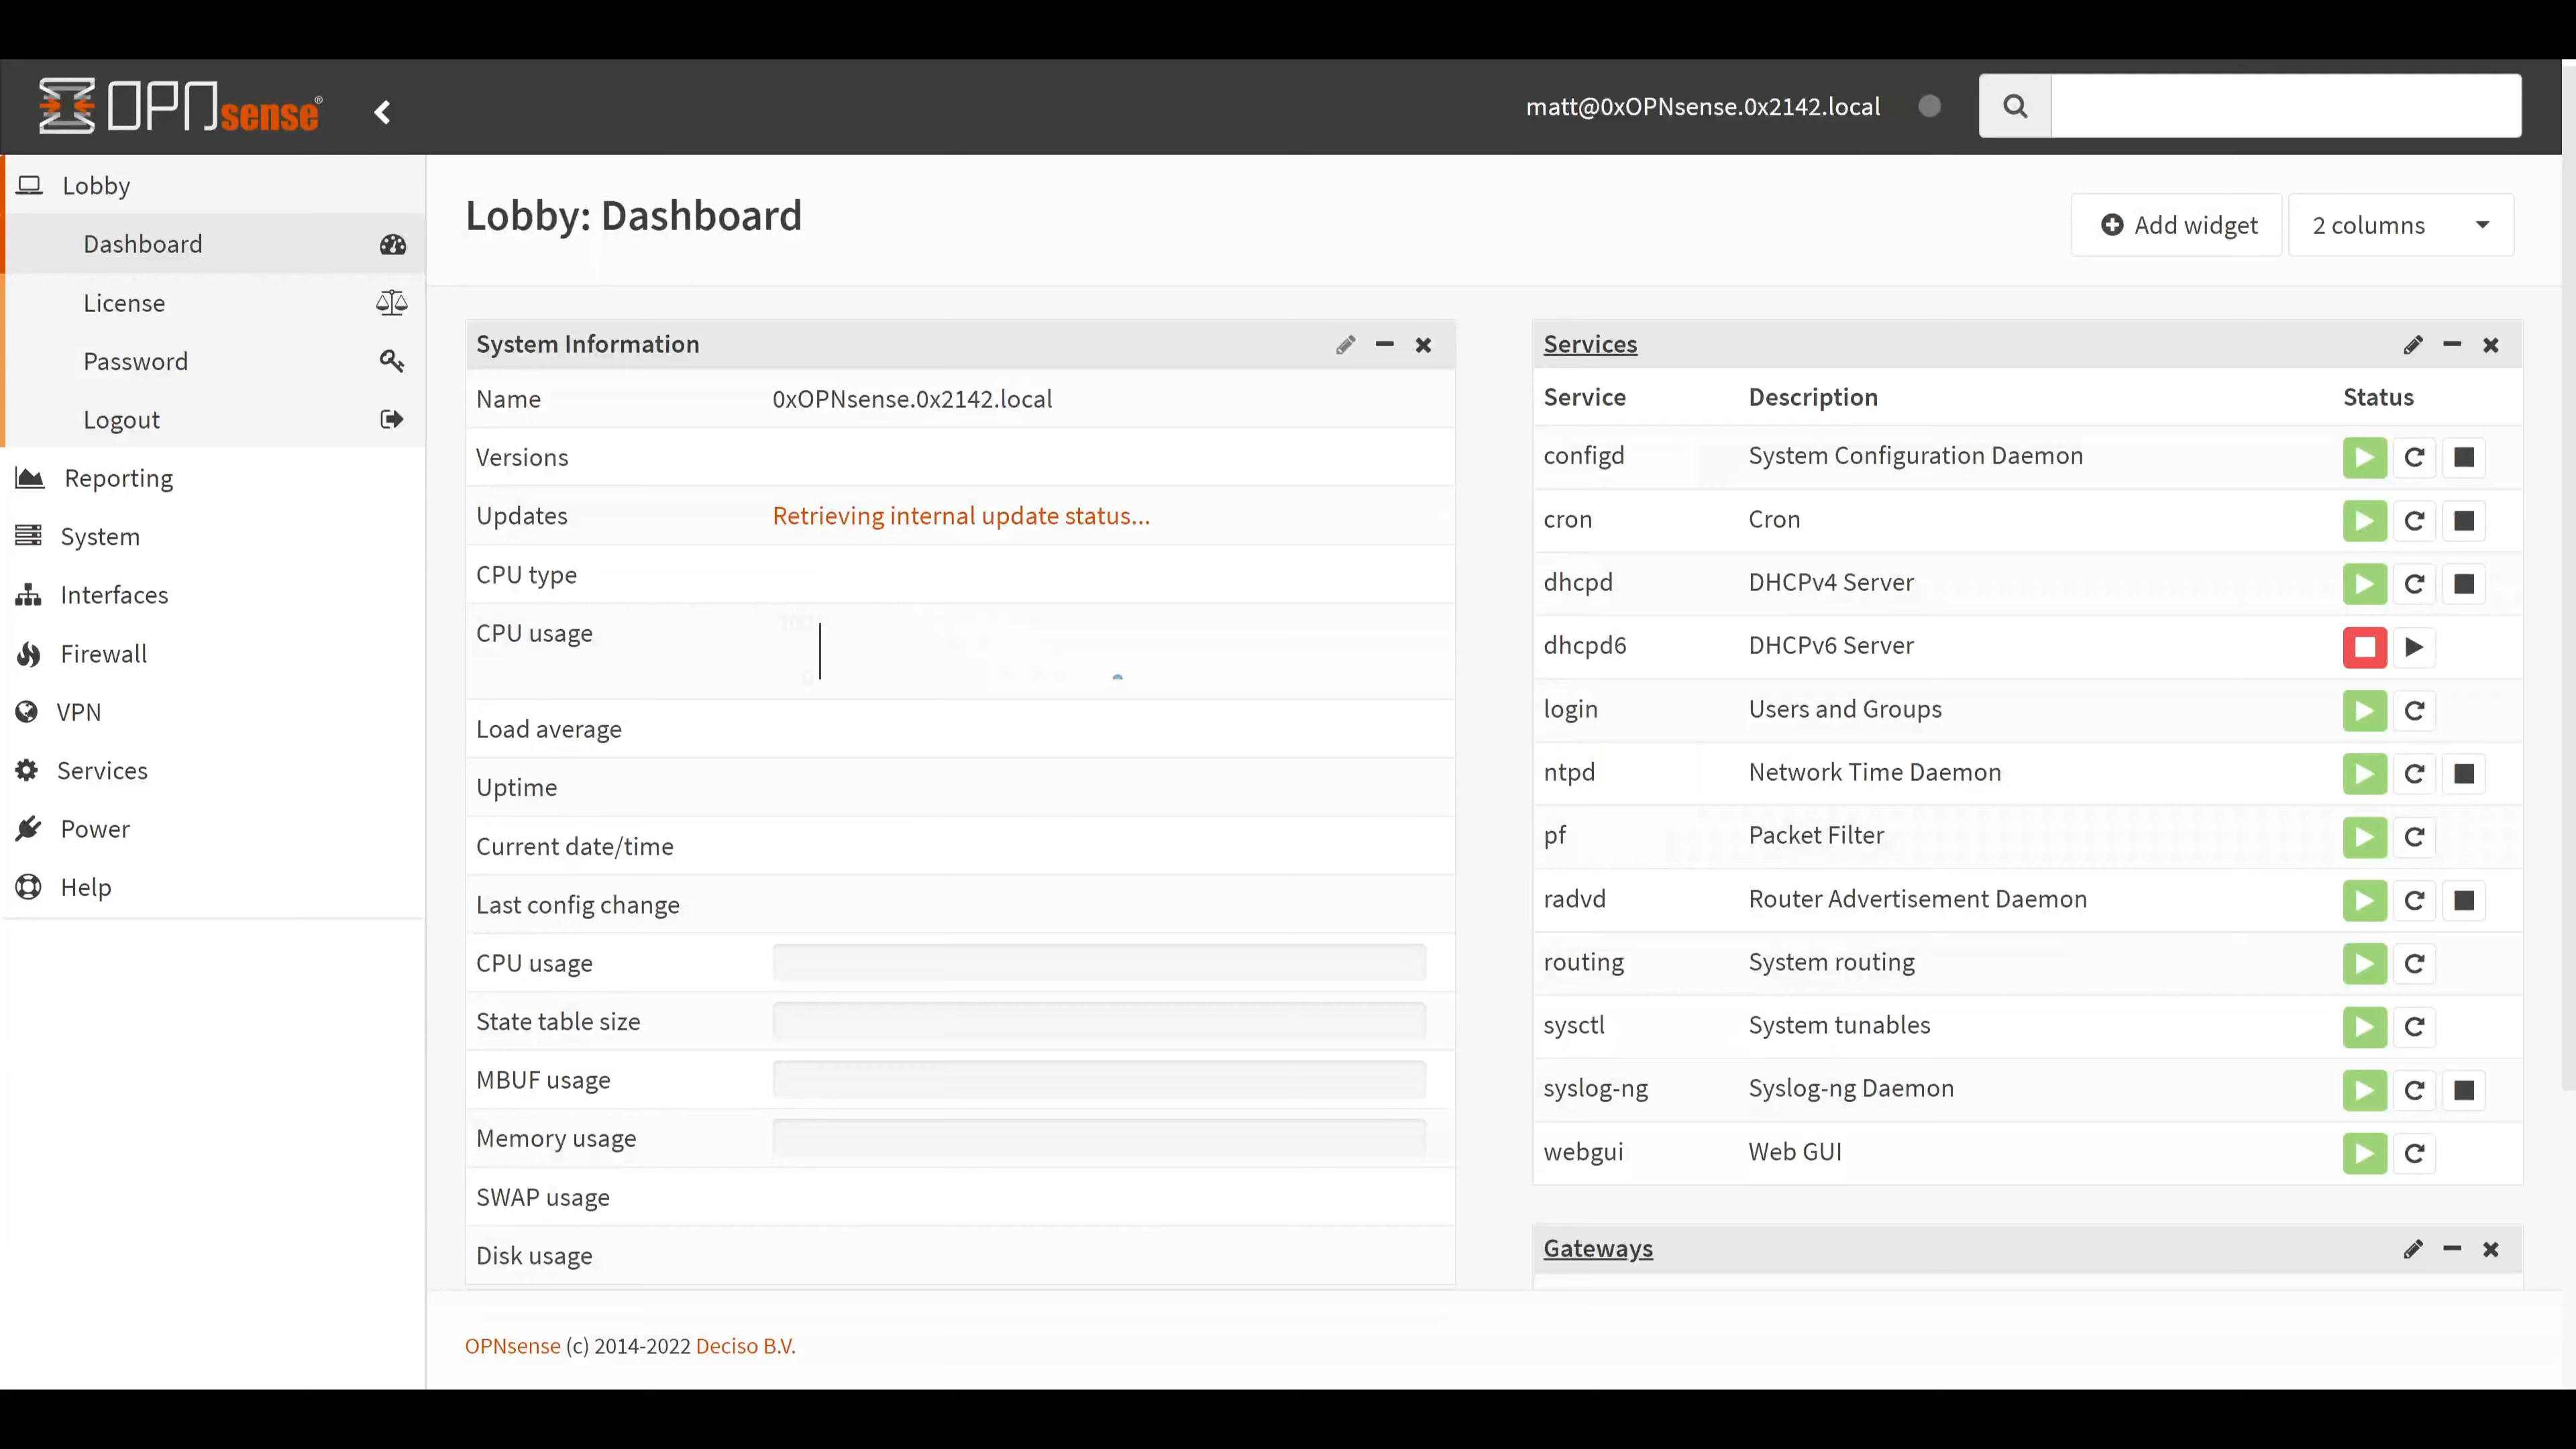 OPNsense®
matt@0xOPNsense.0x2142.local
Lobby
Dashboard
License
Password
Logout
Reporting
System
Interfaces
Firewall
VPN
Services
Power
Help
Lobby: Dashboard
Add widget
2 columns
System Information
Name 0xOPNsense.0x2142.local
Versions
Updates Retrieving internal update status...
CPU type
CPU usage
Load average
Uptime
Current date/time
Last config change
CPU usage
State table size
MBUF usage
Memory usage
SWAP usage
Disk usage
Services
Service Description Status
configd System Configuration Daemon
cron Cron
dhcpd DHCPv4 Server
dhcpd6 DHCPv6 Server
login Users and Groups
ntpd Network Time Daemon
pf Packet Filter
radvd Router Advertisement Daemon
routing System routing
sysctl System tunables
syslog-ng Syslog-ng Daemon
webgui Web GUI
Gateways
OPNsense (c) 2014-2022 Deciso B.V.